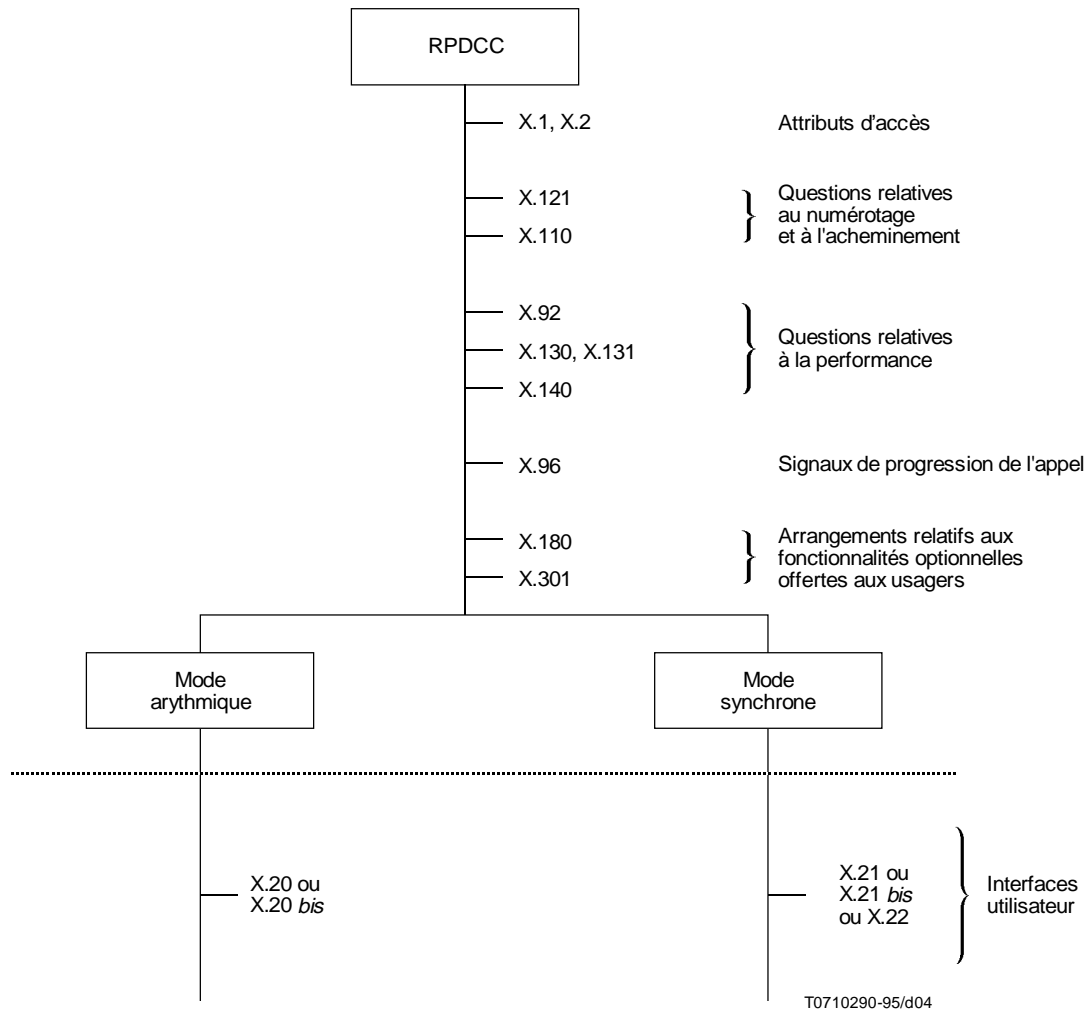 RPDCC
X.1, X.2
Attributs d'accès
X.121
X.110
Questions relatives
au numérotage
et à l'acheminement
X.92
X.130, X.131
X.140
Questions relatives
à la performance
X.96
Signaux de progression de l'appel
X.180
X.301
Arrangements relatifs aux
fonctionnalités optionnelles
offertes aux usagers
Mode
arythmique
Mode
synchrone
X.20 ou
X.20 bis
X.21 ou
X.21 bis
ou X.22
Interfaces
utilisateur
T0710290-95/d04